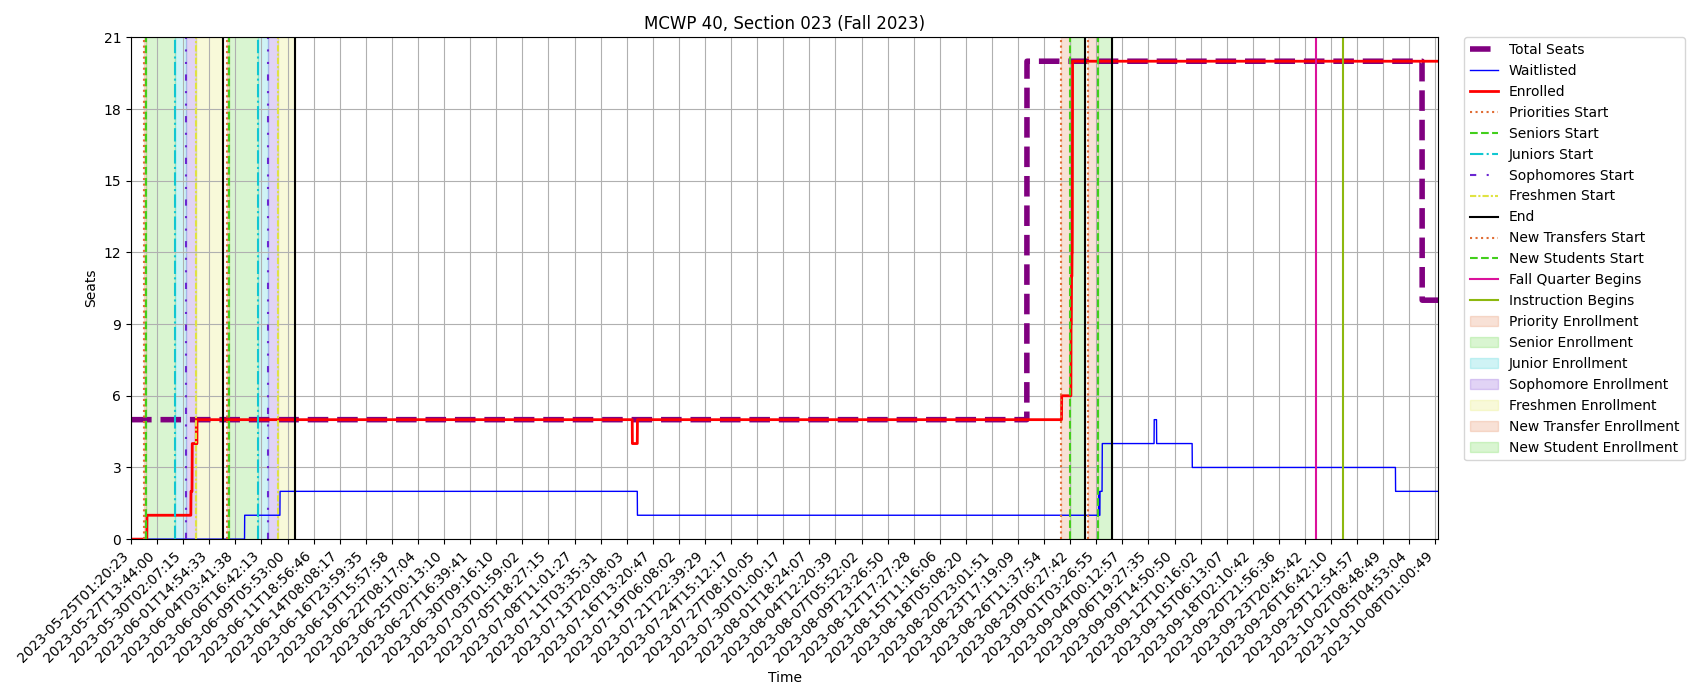 MCWP 40, Section 023 (Fall 2023)
Seats
21
18
15
12
9
6
3
0
2023-05-25T01:20:23
2023-05-27T13:44:00
2023-05-30T02:07:15
2023-06-01T14:54:33
2023-06-04T03:41:38
2023-06-06T16:42:13
2023-06-09T05:53:00
2023-06-11T18:56:46
2023-06-14T08:08:17
2023-06-16T23:59:35
2023-06-19T15:57:58
2023-06-22T08:17:04
2023-06-25T00:13:10
2023-06-27T16:39:41
2023-06-30T09:16:10
2023-07-03T01:59:02
2023-07-05T18:27:15
2023-07-08T11:01:27
2023-07-11T03:35:31
2023-07-13T20:08:03
2023-07-16T13:20:47
2023-07-19T06:08:02
2023-07-21T22:39:29
2023-07-24T15:12:17
2023-07-27T08:10:05
2023-07-30T01:00:17
2023-08-01T18:24:07
2023-08-04T12:20:39
2023-08-07T05:52:02
2023-08-09T23:26:50
2023-08-12T17:27:28
2023-08-15T11:16:06
2023-08-18T05:08:20
2023-08-20T23:01:51
2023-08-23T17:19:09
2023-08-26T11:37:54
2023-08-29T06:27:42
2023-09-01T03:26:55
2023-09-04T00:12:57
2023-09-06T19:27:35
2023-09-09T14:50:50
2023-09-12T10:16:02
2023-09-15T06:13:07
2023-09-18T02:10:42
2023-09-20T21:56:36
2023-09-23T20:45:42
2023-09-26T16:42:10
2023-09-29T12:54:57
2023-10-02T08:48:49
2023-10-05T04:53:04
2023-10-08T01:00:49
Time
Total Seats
Waitlisted
Enrolled
Priorities Start
Seniors Start
Juniors Start
Sophomores Start
Freshmen Start
End
New Transfers Start
New Students Start
Fall Quarter Begins
Instruction Begins
Priority Enrollment
Senior Enrollment
Junior Enrollment
Sophomore Enrollment
Freshmen Enrollment
New Transfer Enrollment
New Student Enrollment